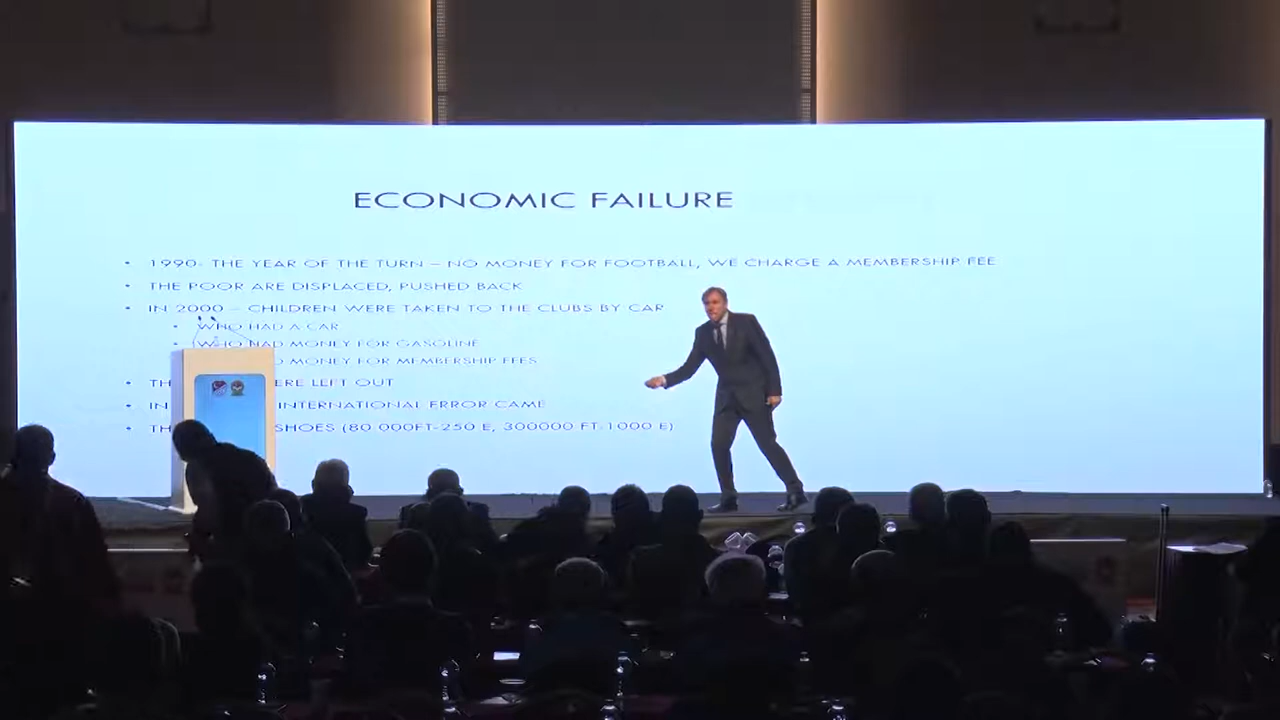 ECONOMIC FAILURE
• 1990- THE YEAR OF THE TURN – NO MONEY FOR FOOTBALL, WE CHARGE A MEMBERSHIP FEE
• THE POOR ARE DISPLACED, PUSHED BACK
• IN 2000 – CHILDREN WERE TAKEN TO THE CLUBS BY CAR
• WHO HAD A CAR
• WHO HAD MONEY FOR GASOLINE
MONEY FOR MEMBERSHIP FEES
• LEFT OUT
• IN INTERNATIONAL ERROR CAME
• SHOES (80 000FT-250 E, 300000 FT-1000 E)